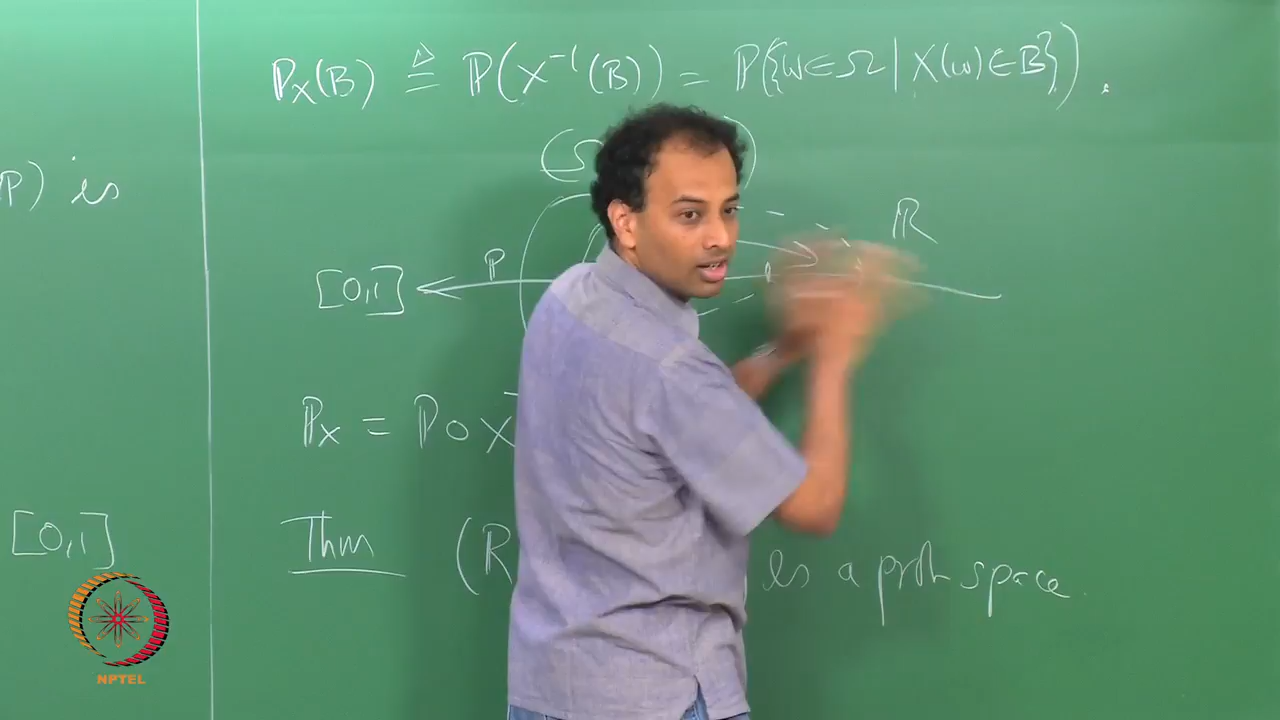 P_X(B) ≜ ℙ(X⁻¹(B)) = ℙ({ω∈Ω | X(ω)∈B}).
P) is
(Ω )
ℝ
[0,1] ℙ
ℙ_X = ℙ∘X
[0,1]
Thm (ℝ is a prob space
NPTEL